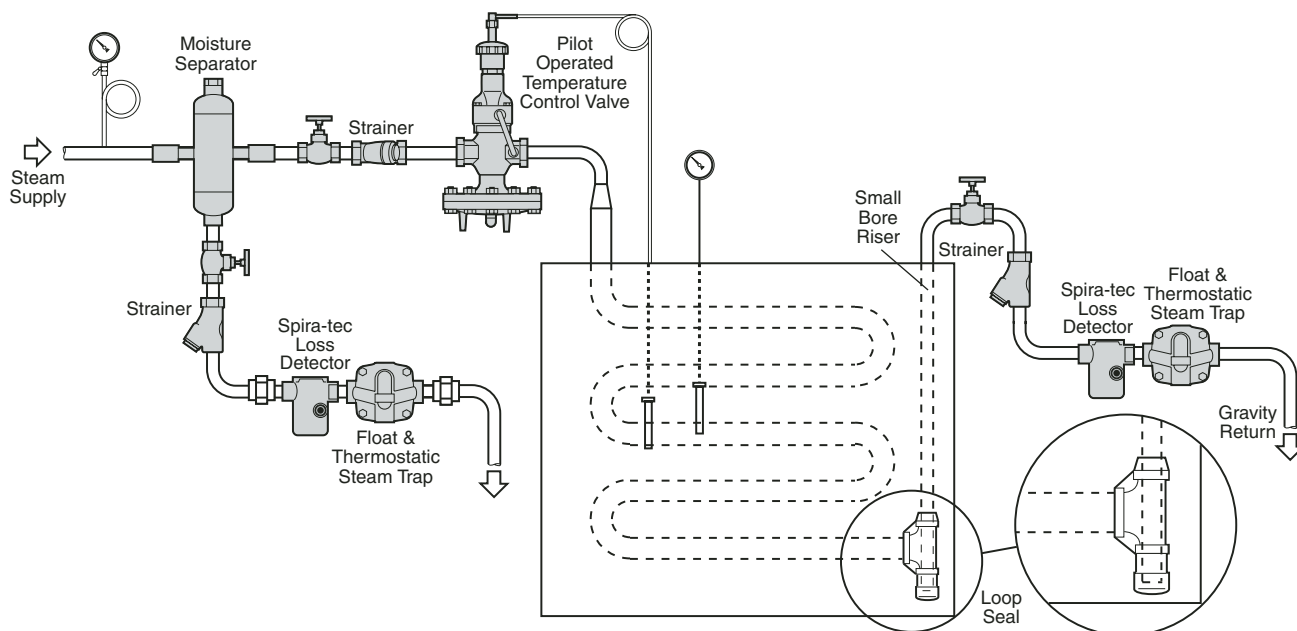 Moisture
Separator
Pilot
Operated
Temperature
Control Valve
Strainer
Steam
Supply
Small
Bore
Riser
Strainer
Float &
Thermostatic
Steam Trap
Spira-tec
Loss
Detector
Strainer
Spira-tec
Loss
Detector
Float &
Thermostatic
Steam Trap
Gravity
Return
Loop
Seal